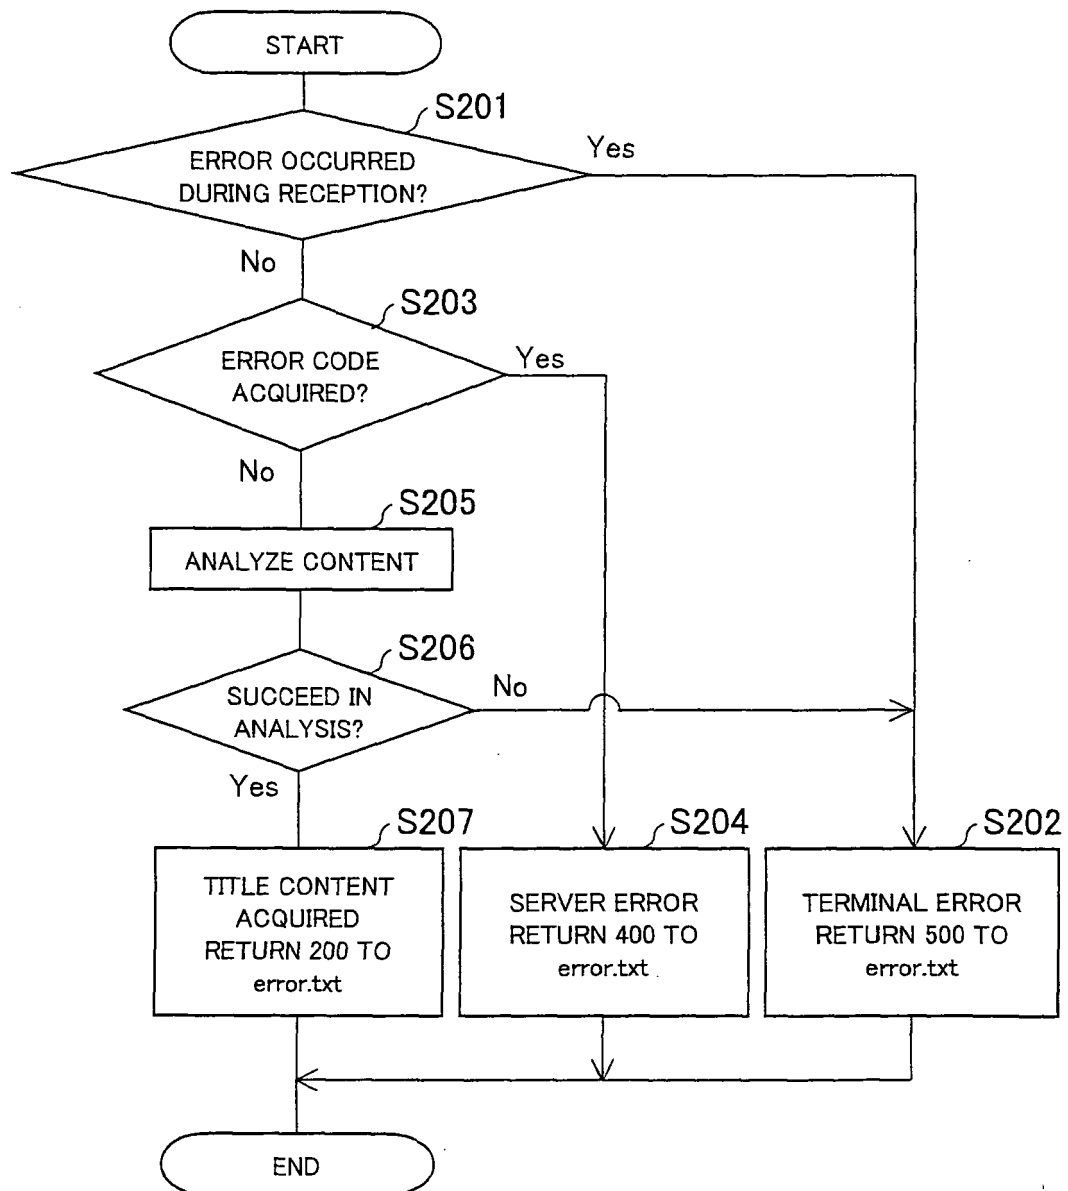 START
S201
ERROR OCCURRED
DURING RECEPTION?
Yes
No
S203
ERROR CODE
ACQUIRED?
Yes
No
S205
ANALYZE CONTENT
S206
SUCCEED IN
ANALYSIS?
No
Yes
S207
TITLE CONTENT
ACQUIRED
RETURN 200 TO
error.txt
S204
SERVER ERROR
RETURN 400 TO
error.txt
S202
TERMINAL ERROR
RETURN 500 TO
error.txt
END